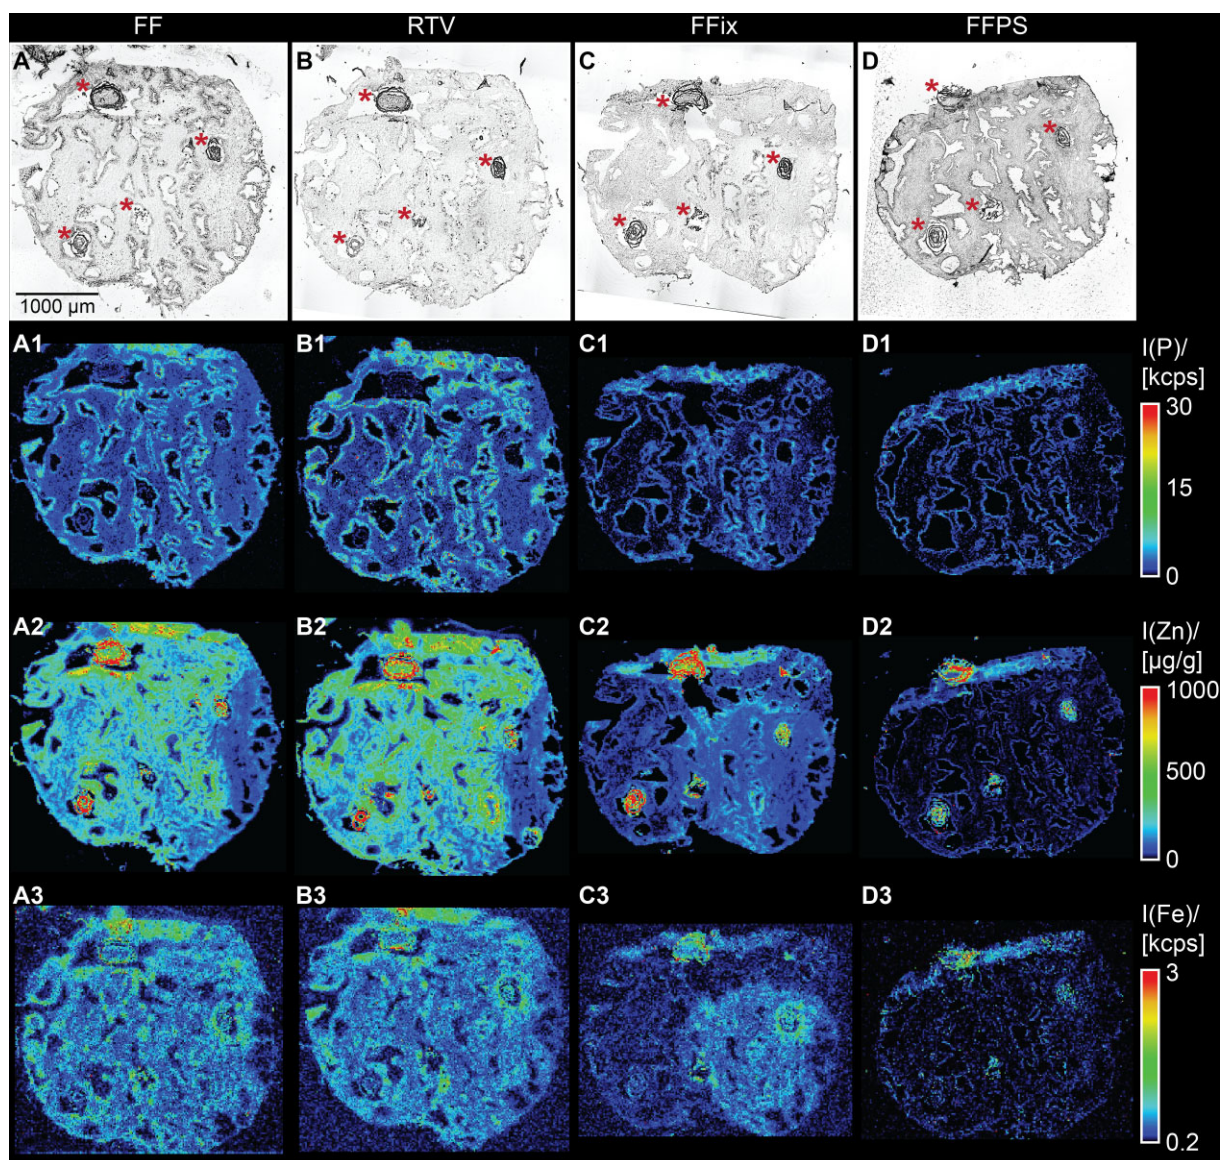 FF RTV FFix FFPS
A B C D
* * * *
* * * *
* * * *
* * * *
1000 µm
A1 B1 C1 D1
I(P)/
[kcps]
30
15
0
A2 B2 C2 D2
I(Zn)/
[µg/g]
1000
500
0
A3 B3 C3 D3
I(Fe)/
[kcps]
3
0.2